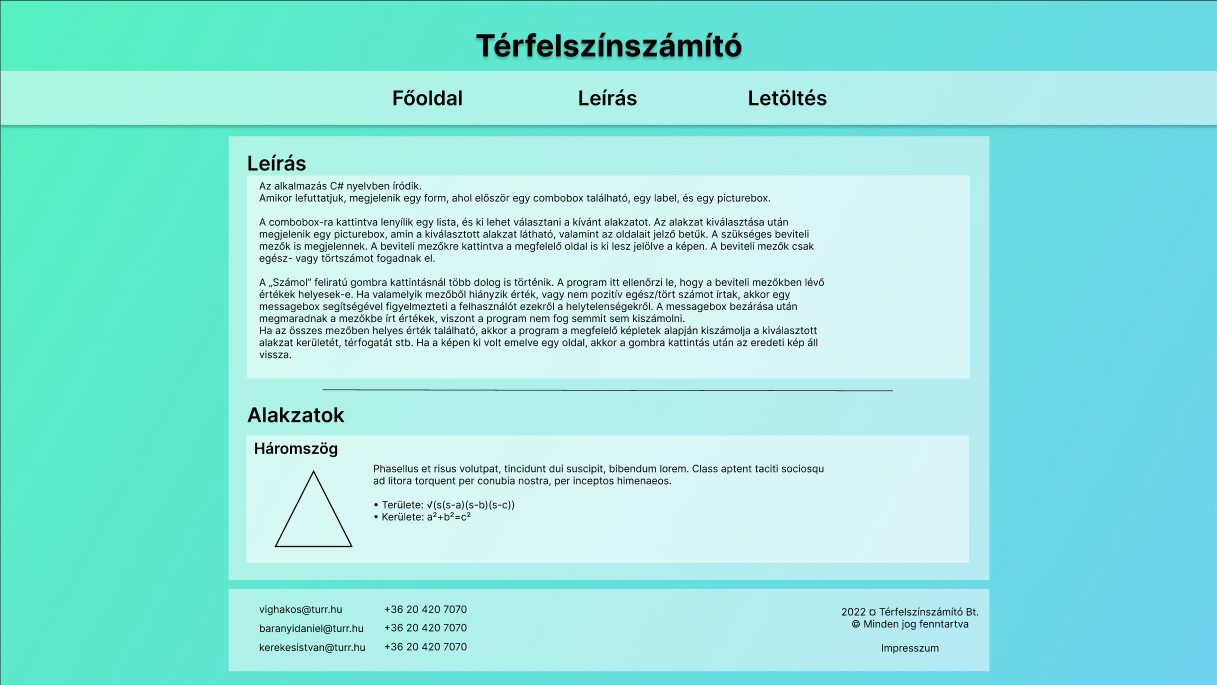 Térfelszínszámító
Főoldal
Leírás
Letöltés
Leírás
Az alkalmazás C# nyelvben íródik.
Amikor lefuttatjuk, megjelenik egy form, ahol először egy combobox található, egy label, és egy picturebox.
A combobox-ra kattintva lenyílik egy lista, és ki lehet választani a kívánt alakzatot. Az alakzat kiválasztása után
megjelenik egy picturebox, amin a kiválasztott alakzat látható, valamint az oldalait jelző betűk. A szükséges beviteli
mezők is megjelennek. A beviteli mezőkre kattintva a megfelelő oldal is ki lesz jelölve a képen. A beviteli mezők csak
egész- vagy törtszámot fogadnak el.
A „Számol” feliratú gombra kattintásnál több dolog is történik. A program itt ellenőrzi le, hogy a beviteli mezőkben lévő
értékek helyesek-e. Ha valamelyik mezőből hiányzik érték, vagy nem pozitív egész/tört számot írtak, akkor egy
messagebox segítségével figyelmezteti a felhasználót ezekről a helytelenségekről. A messagebox bezárása után
megmaradnak a mezőkbe írt értékek, viszont a program nem fog semmit sem kiszámolni.
Ha az összes mezőben helyes érték található, akkor a program a megfelelő képletek alapján kiszámolja a kiválasztott
alakzat kerületét, térfogatát stb. Ha a képen ki volt emelve egy oldal, akkor a gombra kattintás után az eredeti kép áll
vissza.
Alakzatok
Háromszög
Phasellus et risus volutpat, tincidunt dui suscipit, bibendum lorem. Class aptent taciti sociosqu
ad litora torquent per conubia nostra, per inceptos himenaeos.
• Területe: √(s(s-a)(s-b)(s-c))
• Kerülete: a²+b²=c²
vighakos@turr.hu +36 20 420 7070
baranyidaniel@turr.hu +36 20 420 7070
kerekesistvan@turr.hu +36 20 420 7070
2022 ¤ Térfelszínszámító Bt.
© Minden jog fenntartva
Impresszum